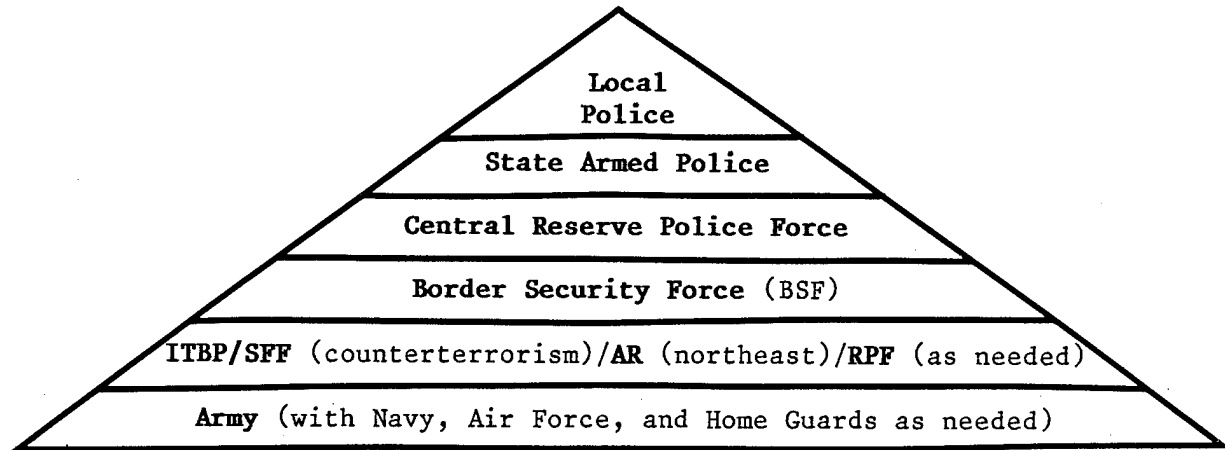 Local
Police
State Armed Police
Central Reserve Police Force
Border Security Force (BSF)
ITBP/SFF (counterterrorism)/AR (northeast)/RPF (as needed)
Army (with Navy, Air Force, and Home Guards as needed)